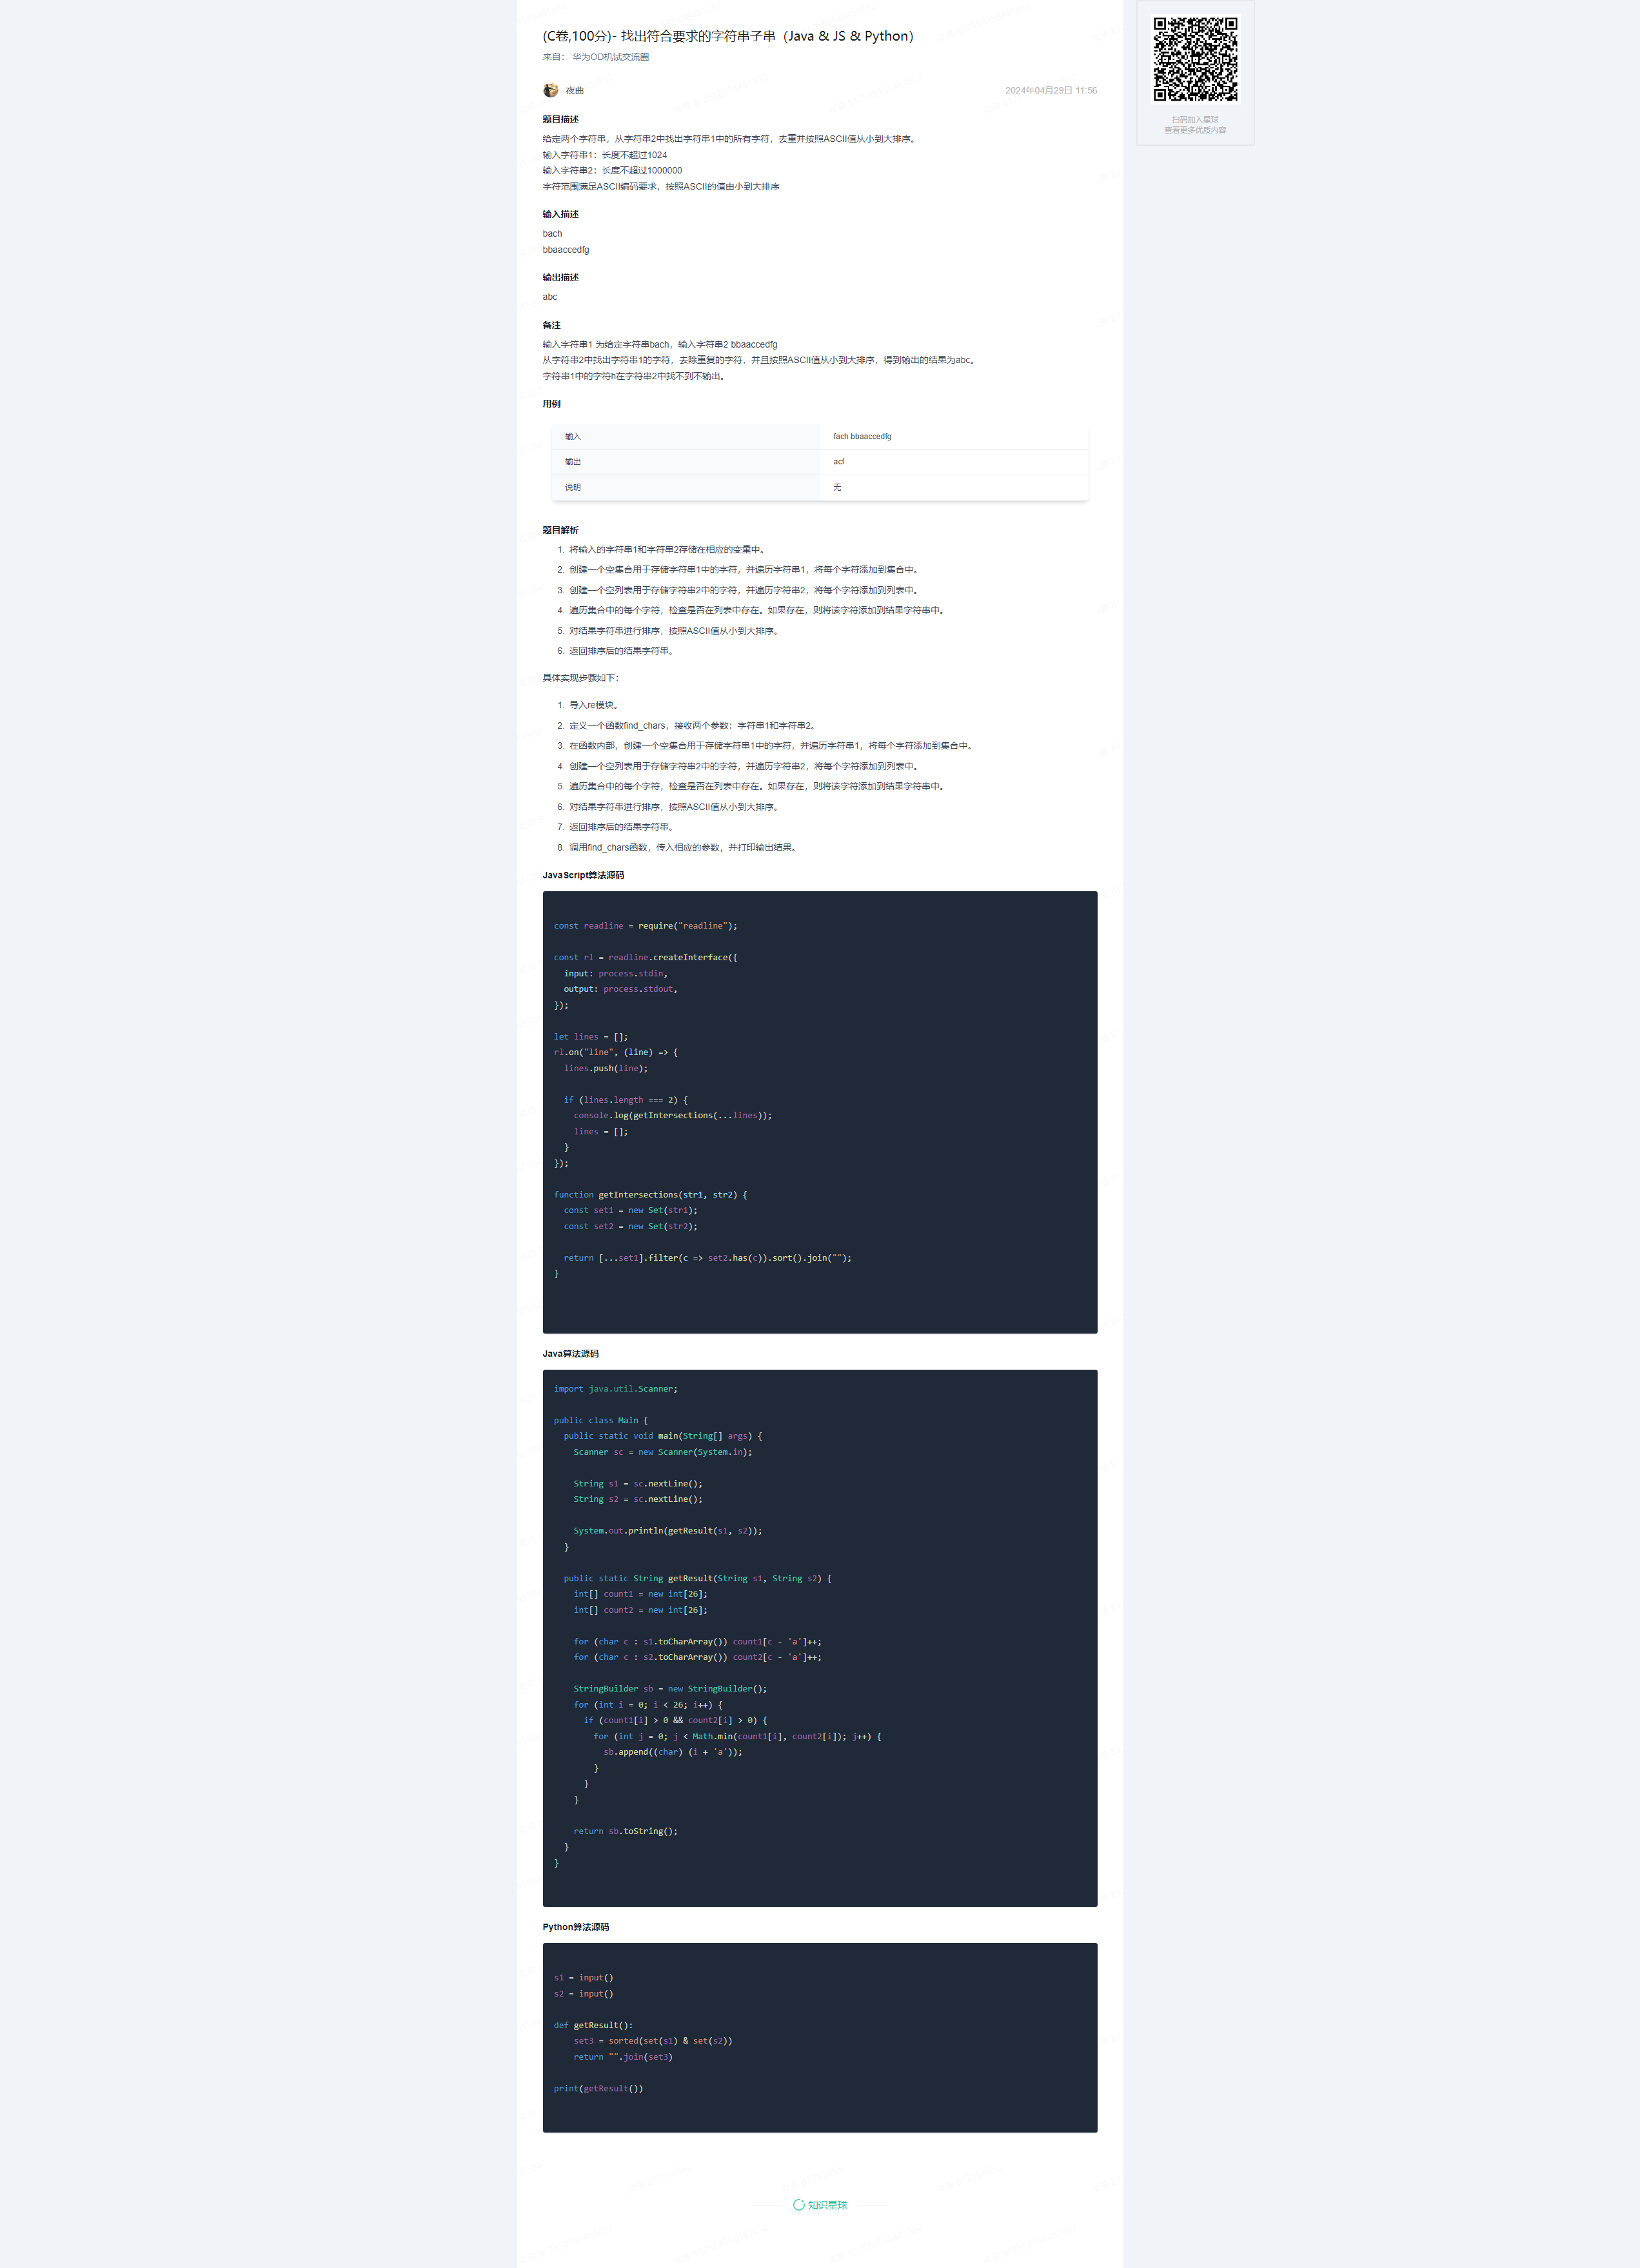 (C卷,100分)- 找出符合要求的字符串子串（Java & JS & Python）
来自： 华为OD机试交流圈
夜曲
2024年04月29日 11:56
扫码加入星球
查看更多优质内容
题目描述
给定两个字符串，从字符串2中找出字符串1中的所有字符，去重并按照ASCII值从小到大排序。
输入字符串1：长度不超过1024
输入字符串2：长度不超过1000000
字符范围满足ASCII编码要求，按照ASCII的值由小到大排序
输入描述
bach
bbaaccedfg
输出描述
abc
备注
输入字符串1 为给定字符串bach，输入字符串2 bbaaccedfg
从字符串2中找出字符串1的字符，去除重复的字符，并且按照ASCII值从小到大排序，得到输出的结果为abc。
字符串1中的字符h在字符串2中找不到不输出。
用例
输入 fach bbaaccedfg
输出 acf
说明 无
题目解析
1. 将输入的字符串1和字符串2存储在相应的变量中。
2. 创建一个空集合用于存储字符串1中的字符，并遍历字符串1，将每个字符添加到集合中。
3. 创建一个空列表用于存储字符串2中的字符，并遍历字符串2，将每个字符添加到列表中。
4. 遍历集合中的每个字符，检查是否在列表中存在。如果存在，则将该字符添加到结果字符串中。
5. 对结果字符串进行排序，按照ASCII值从小到大排序。
6. 返回排序后的结果字符串。
具体实现步骤如下：
1. 导入re模块。
2. 定义一个函数find_chars，接收两个参数：字符串1和字符串2。
3. 在函数内部，创建一个空集合用于存储字符串1中的字符，并遍历字符串1，将每个字符添加到集合中。
4. 创建一个空列表用于存储字符串2中的字符，并遍历字符串2，将每个字符添加到列表中。
5. 遍历集合中的每个字符，检查是否在列表中存在。如果存在，则将该字符添加到结果字符串中。
6. 对结果字符串进行排序，按照ASCII值从小到大排序。
7. 返回排序后的结果字符串。
8. 调用find_chars函数，传入相应的参数，并打印输出结果。
JavaScript算法源码
const readline = require("readline");
const rl = readline.createInterface({
  input: process.stdin,
  output: process.stdout,
});
let lines = [];
rl.on("line", (line) => {
  lines.push(line);
  if (lines.length === 2) {
    console.log(getIntersections(...lines));
    lines = [];
  }
});
function getIntersections(str1, str2) {
  const set1 = new Set(str1);
  const set2 = new Set(str2);
  return [...set1].filter(c => set2.has(c)).sort().join("");
}
Java算法源码
import java.util.Scanner;
public class Main {
  public static void main(String[] args) {
    Scanner sc = new Scanner(System.in);
    String s1 = sc.nextLine();
    String s2 = sc.nextLine();
    System.out.println(getResult(s1, s2));
  }
  public static String getResult(String s1, String s2) {
    int[] count1 = new int[26];
    int[] count2 = new int[26];
    for (char c : s1.toCharArray()) count1[c - 'a']++;
    for (char c : s2.toCharArray()) count2[c - 'a']++;
    StringBuilder sb = new StringBuilder();
    for (int i = 0; i < 26; i++) {
      if (count1[i] > 0 && count2[i] > 0) {
        for (int j = 0; j < Math.min(count1[i], count2[i]); j++) {
          sb.append((char) (i + 'a'));
        }
      }
    }
    return sb.toString();
  }
}
Python算法源码
s1 = input()
s2 = input()
def getResult():
    set3 = sorted(set(s1) & set(s2))
    return "".join(set3)
print(getResult())
知识星球